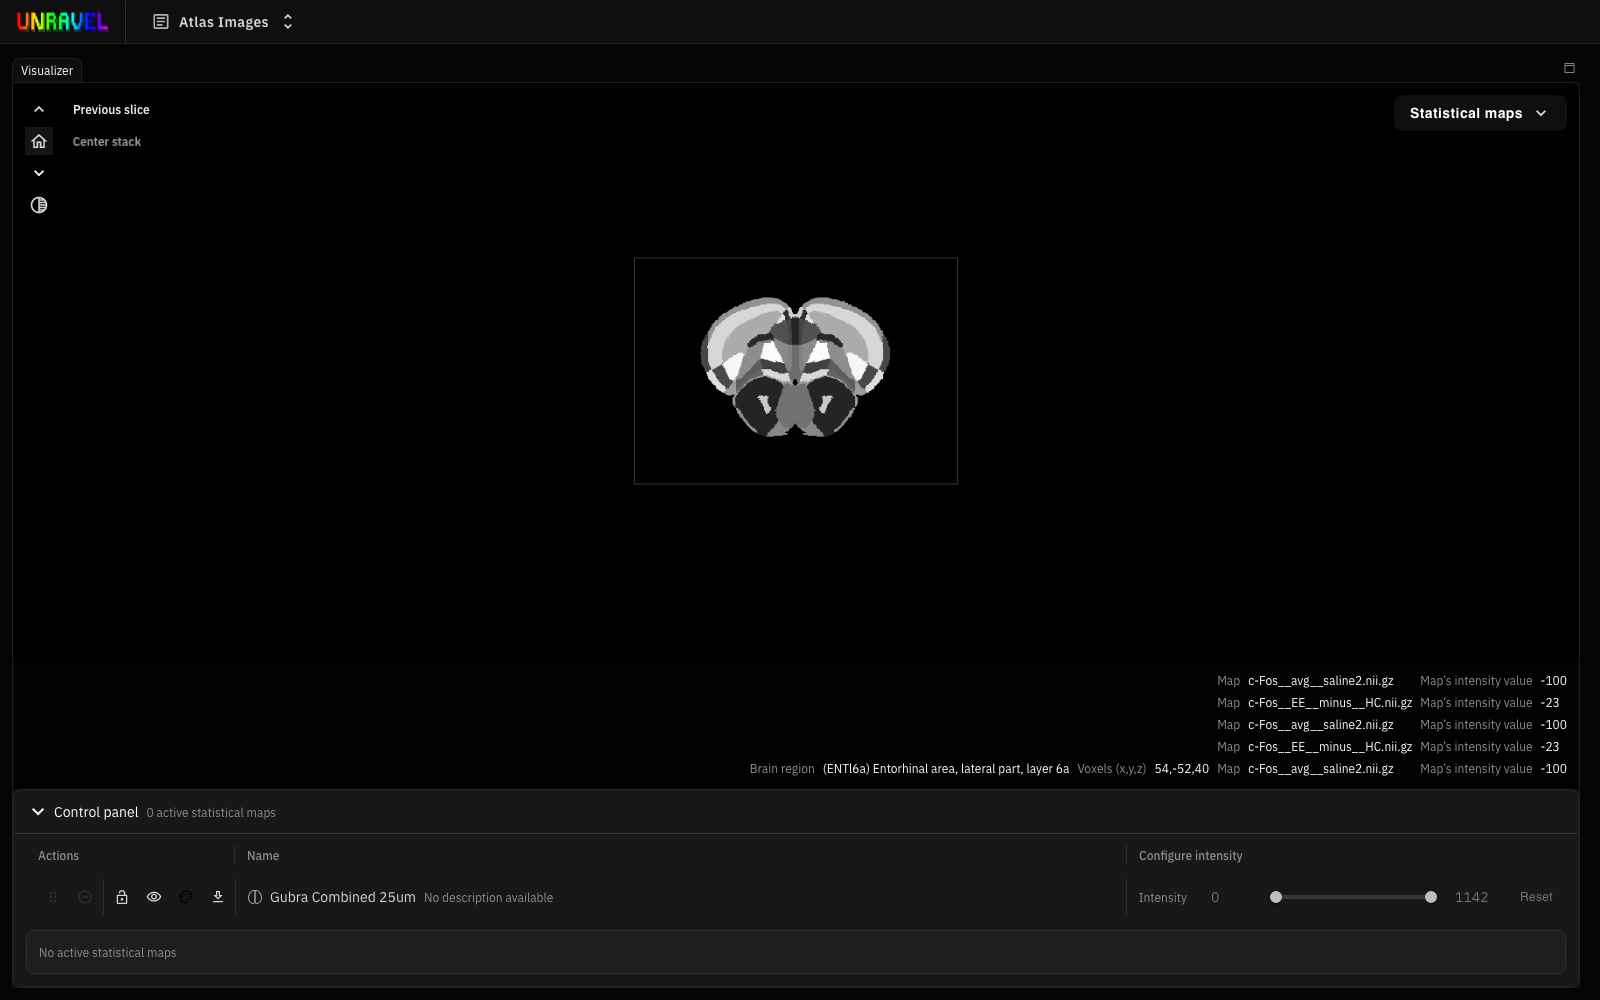 UNRAVEL Atlas Images
Visualizer
Previous slice
Statistical maps
Center stack
Map c-Fos__avg__saline2.nii.gz Map's intensity value -100
Map c-Fos__EE__minus__HC.nii.gz Map's intensity value -23
Map c-Fos__avg__saline2.nii.gz Map's intensity value -100
Map c-Fos__EE__minus__HC.nii.gz Map's intensity value -23
Brain region (ENTl6a) Entorhinal area, lateral part, layer 6a Voxels (x,y,z) 54,-52,40 Map c-Fos__avg__saline2.nii.gz Map's intensity value -100
Control panel 0 active statistical maps
Actions Name Configure intensity
Gubra Combined 25um No description available Intensity 0 1142 Reset
No active statistical maps